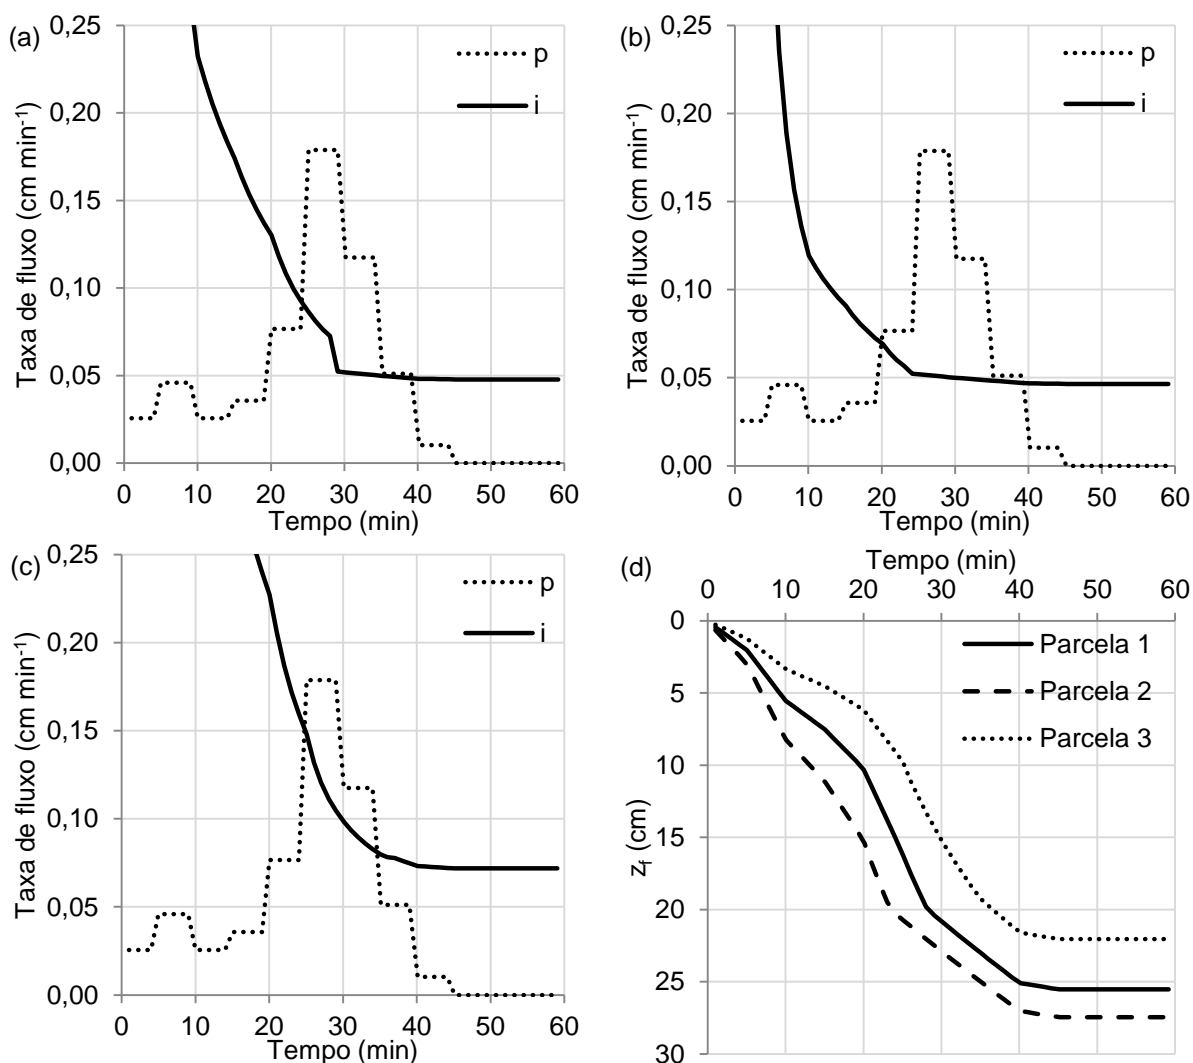 (a)
Taxa de fluxo (cm min⁻¹)
0,25
0,20
0,15
0,10
0,05
0,00
0 10 20 30 40 50 60
Tempo (min)
p
i
(b)
Taxa de fluxo (cm min⁻¹)
0,25
0,20
0,15
0,10
0,05
0,00
0 10 20 30 40 50 60
Tempo (min)
p
i
(c)
Taxa de fluxo (cm min⁻¹)
0,25
0,20
0,15
0,10
0,05
0,00
0 10 20 30 40 50 60
Tempo (min)
p
i
(d)
Tempo (min)
0 10 20 30 40 50 60
z_f (cm)
0
5
10
15
20
25
30
Parcela 1
Parcela 2
Parcela 3